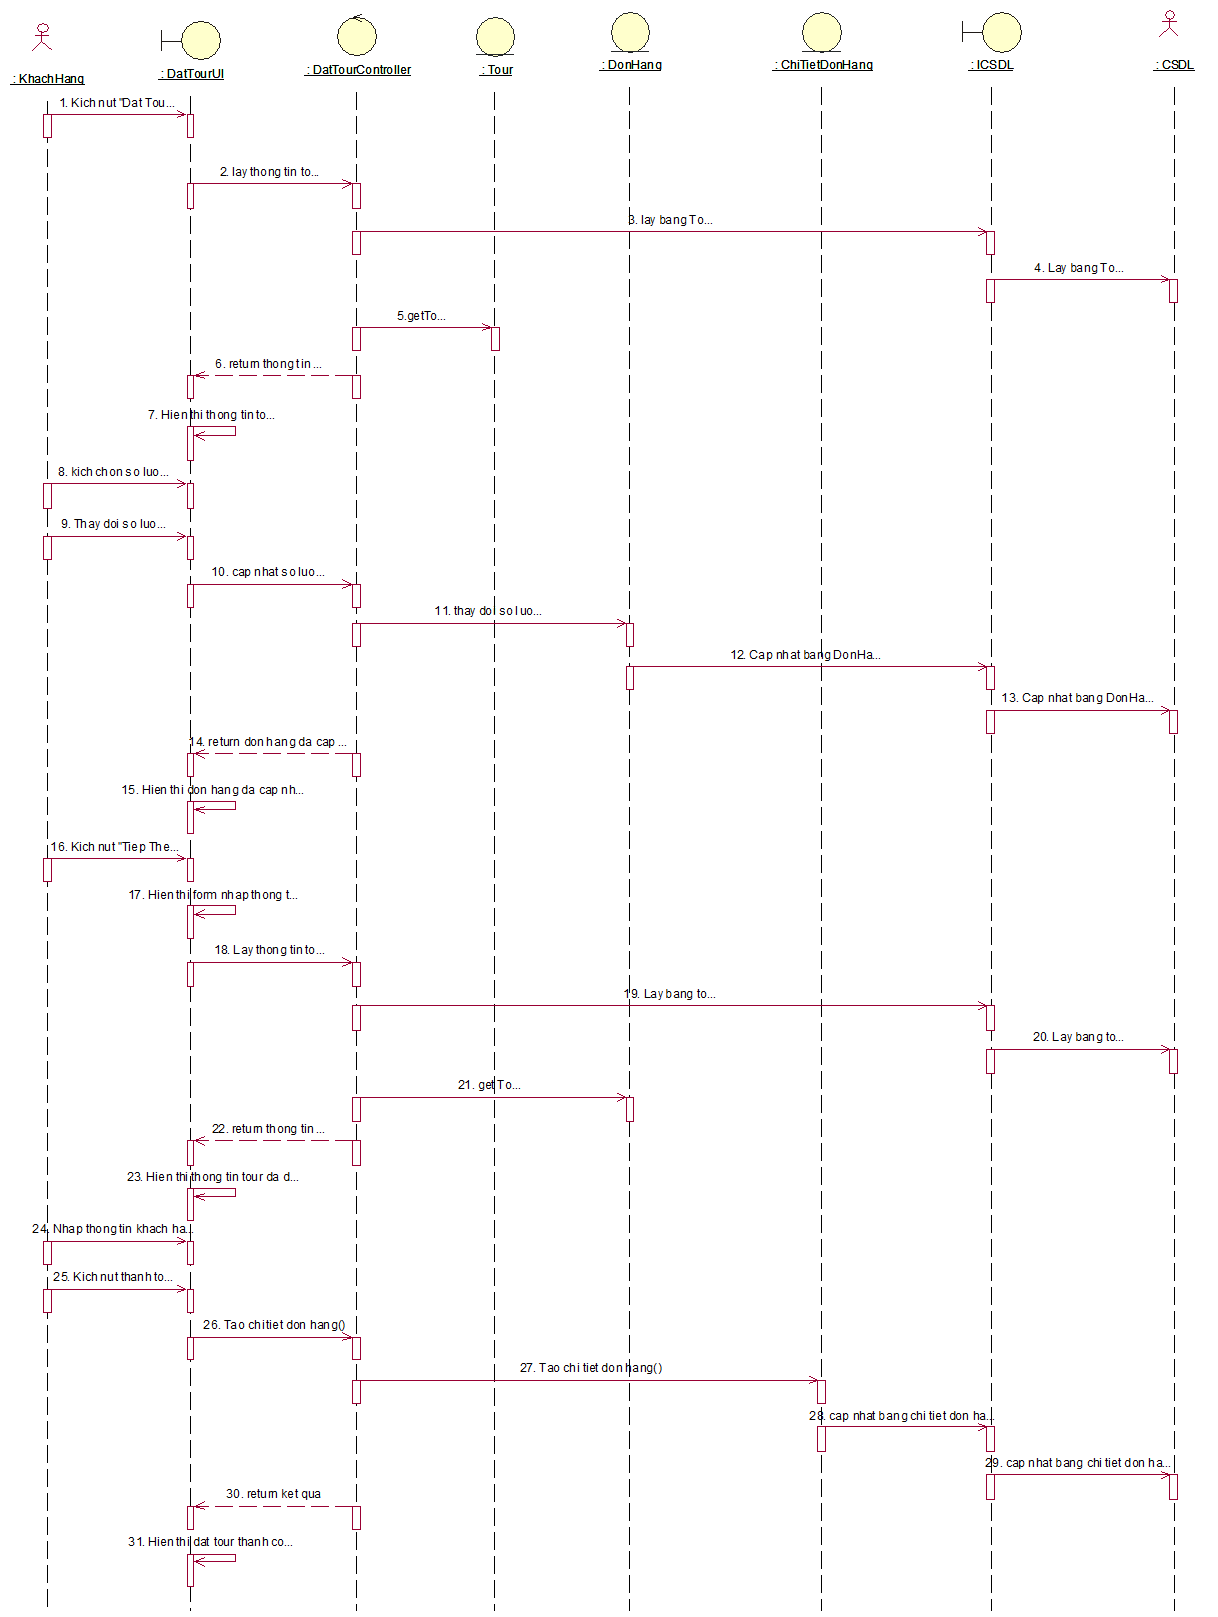 : KhachHang
: DatTourUI
: DatTourController
: Tour
: DonHang
: ChiTietDonHang
: ICSDL
: CSDL
1. Kich nut "Dat Tou...
2. lay thong tin to...
3. lay bang To...
4. Lay bang To...
5.getTo...
6. return thong tin ...
7. Hien thi thong tin to...
8. kich chon so luo...
9. Thay doi so luo...
10. cap nhat so luo...
11. thay doi so luo...
12. Cap nhat bang DonHa...
13. Cap nhat bang DonHa...
14. return don hang da cap ...
15. Hien thi don hang da cap nh...
16. Kich nut "Tiep The...
17. Hien thi form nhap thong t...
18. Lay thong tin to...
19. Lay bang to...
20. Lay bang to...
21. get To...
22. return thong tin ...
23. Hien thi thong tin tour da d...
24. Nhap thong tin khach ha...
25. Kich nut thanh to...
26. Tao chi tiet don hang()
27. Tao chi tiet don hang()
28. cap nhat bang chi tiet don ha...
29. cap nhat bang chi tiet don ha...
30. return ket qua
31. Hien thi dat tour thanh co...